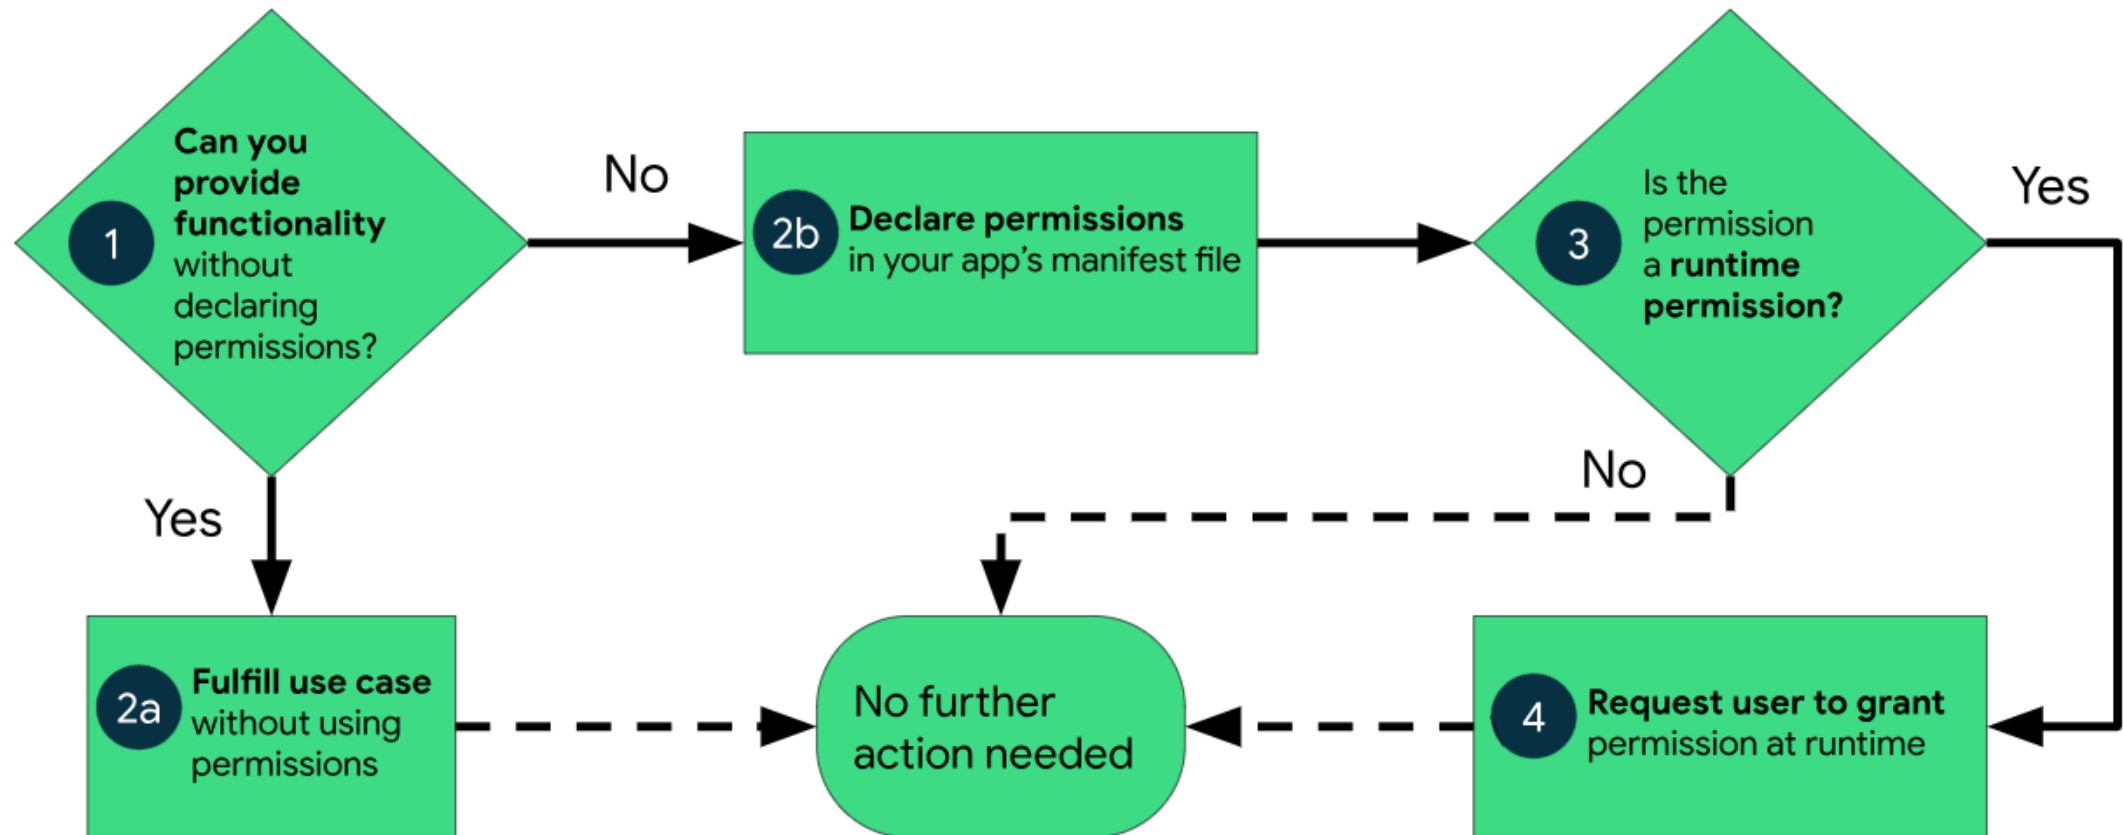 1
Can you
provide
functionality
without
declaring
permissions?
No
2b
Declare permissions
in your app's manifest file
3
Is the
permission
a runtime
permission?
Yes
No
Yes
2a
Fulfill use case
without using
permissions
No further
action needed
4
Request user to grant
permission at runtime